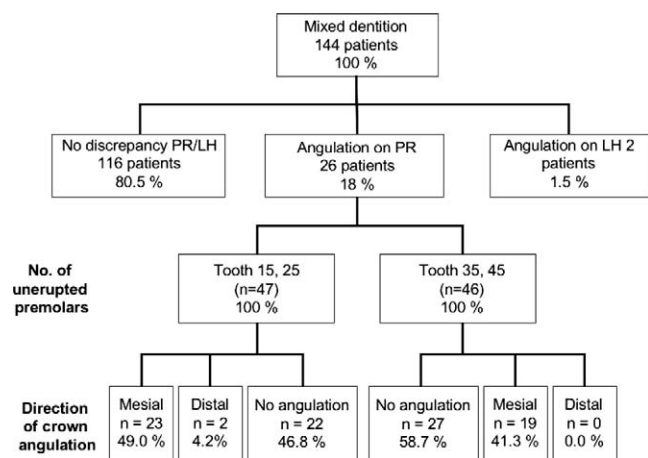 Mixed dentition
144 patients
100 %
No discrepancy PR/LH
116 patients
80.5 %
Angulation on PR
26 patients
18 %
Angulation on LH 2
patients
1.5 %
No. of
unerupted
premolars
Tooth 15, 25
(n=47)
100 %
Tooth 35, 45
(n=46)
100 %
Direction
of crown
angulation
Mesial
n = 23
49.0 %
Distal
n = 2
4.2%
No angulation
n = 22
46.8 %
No angulation
n = 27
58.7 %
Mesial
n = 19
41.3 %
Distal
n = 0
0.0 %